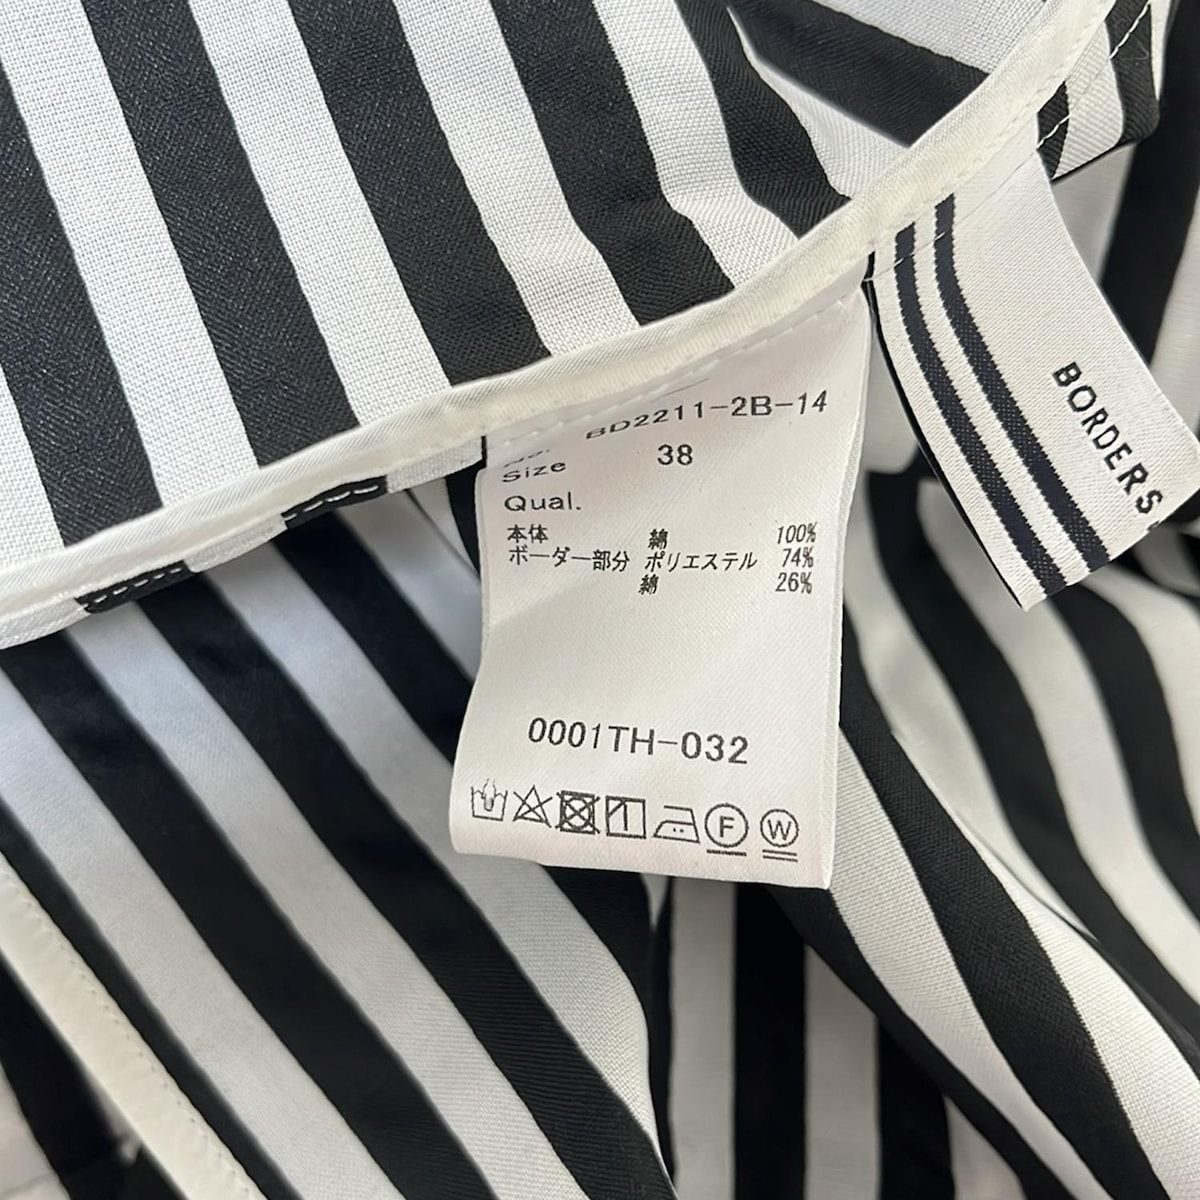 BD2211-2B-14
Size 38
Qual.
本体 綿 100%
ボーダー部分 ポリエステル 74%
綿 26%
0001TH-032
F W
BORDERS